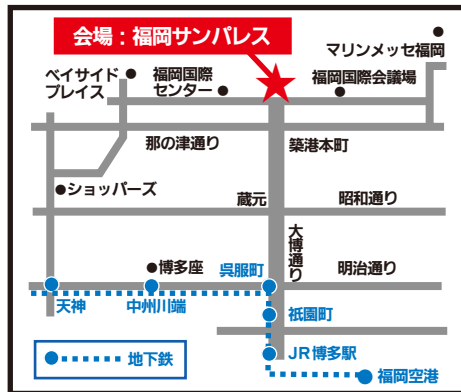 会場：福岡サンパレス
マリンメッセ福岡
ベイサイド
プレイス
福岡国際
センター
福岡国際会議場
那の津通り
築港本町
ショッパーズ
蔵元
昭和通り
大博通り
博多座
呉服町
明治通り
天神
中州川端
祇園町
地下鉄
JR博多駅
福岡空港